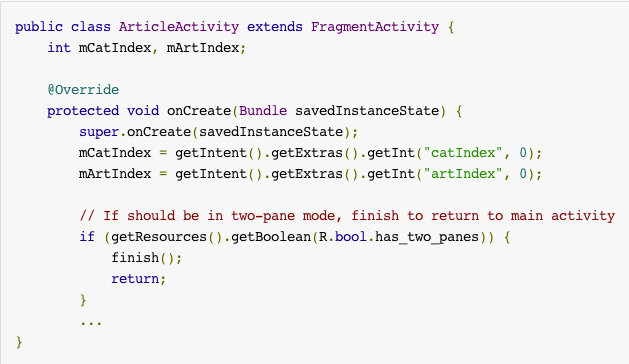 public class ArticleActivity extends FragmentActivity {
    int mCatIndex, mArtIndex;

    @Override
    protected void onCreate(Bundle savedInstanceState) {
        super.onCreate(savedInstanceState);
        mCatIndex = getIntent().getExtras().getInt("catIndex", 0);
        mArtIndex = getIntent().getExtras().getInt("artIndex", 0);

        // If should be in two-pane mode, finish to return to main activity
        if (getResources().getBoolean(R.bool.has_two_panes)) {
            finish();
            return;
        }
        ...
}